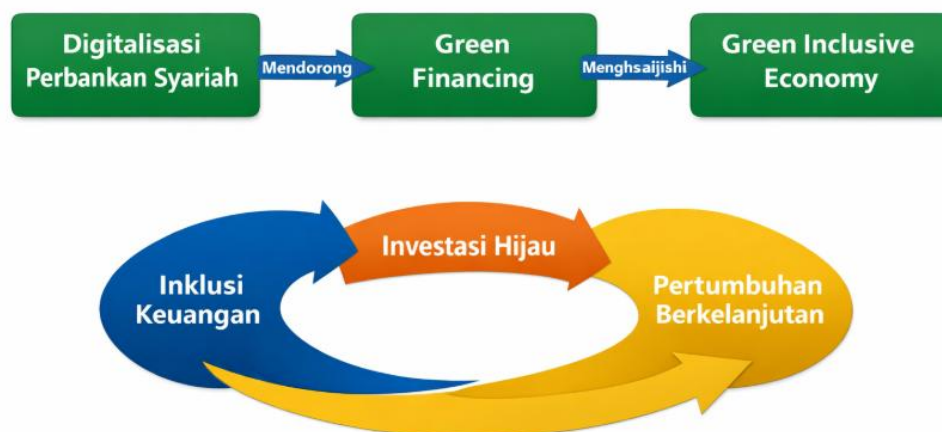 Digitalisasi
Perbankan Syariah
Mendorong
Green
Financing
Menghsaijishi
Green Inclusive
Economy
Inklusi
Keuangan
Investasi Hijau
Pertumbuhan
Berkelanjutan